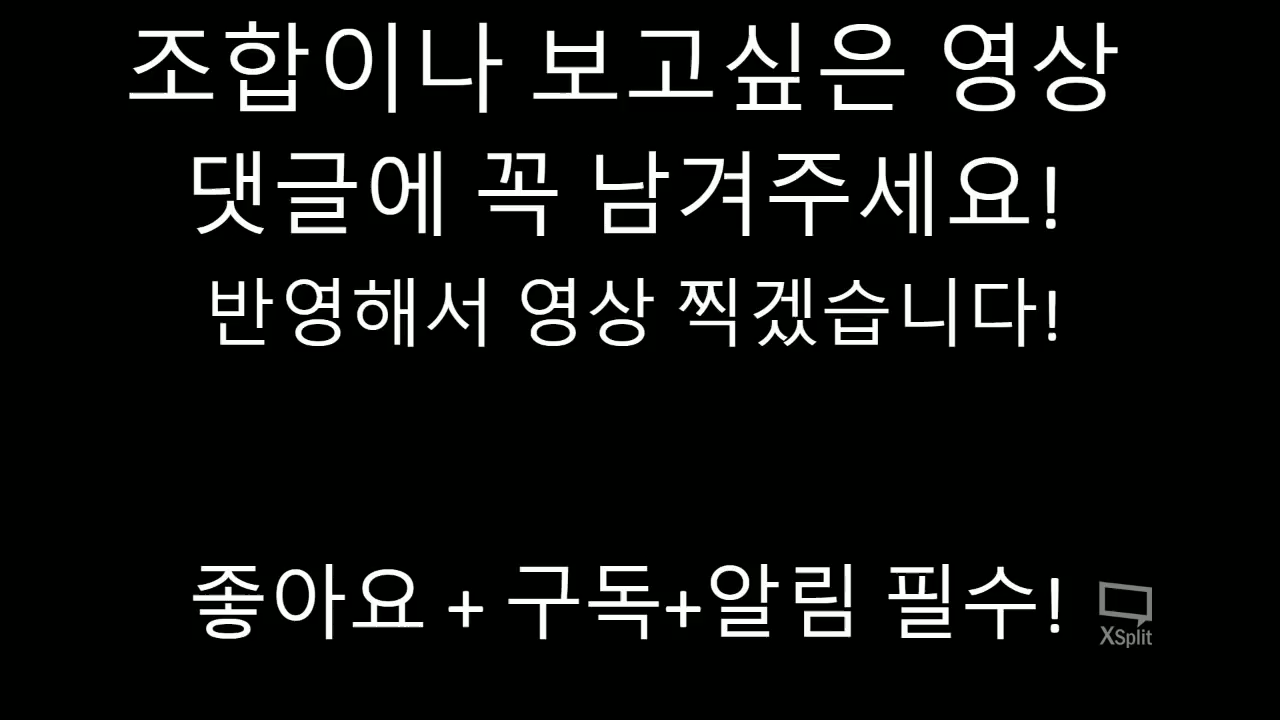 조합이나 보고싶은 영상
댓글에 꼭 남겨주세요!
반영해서 영상 찍겠습니다!
좋아요 + 구독+알림 필수!
XSplit